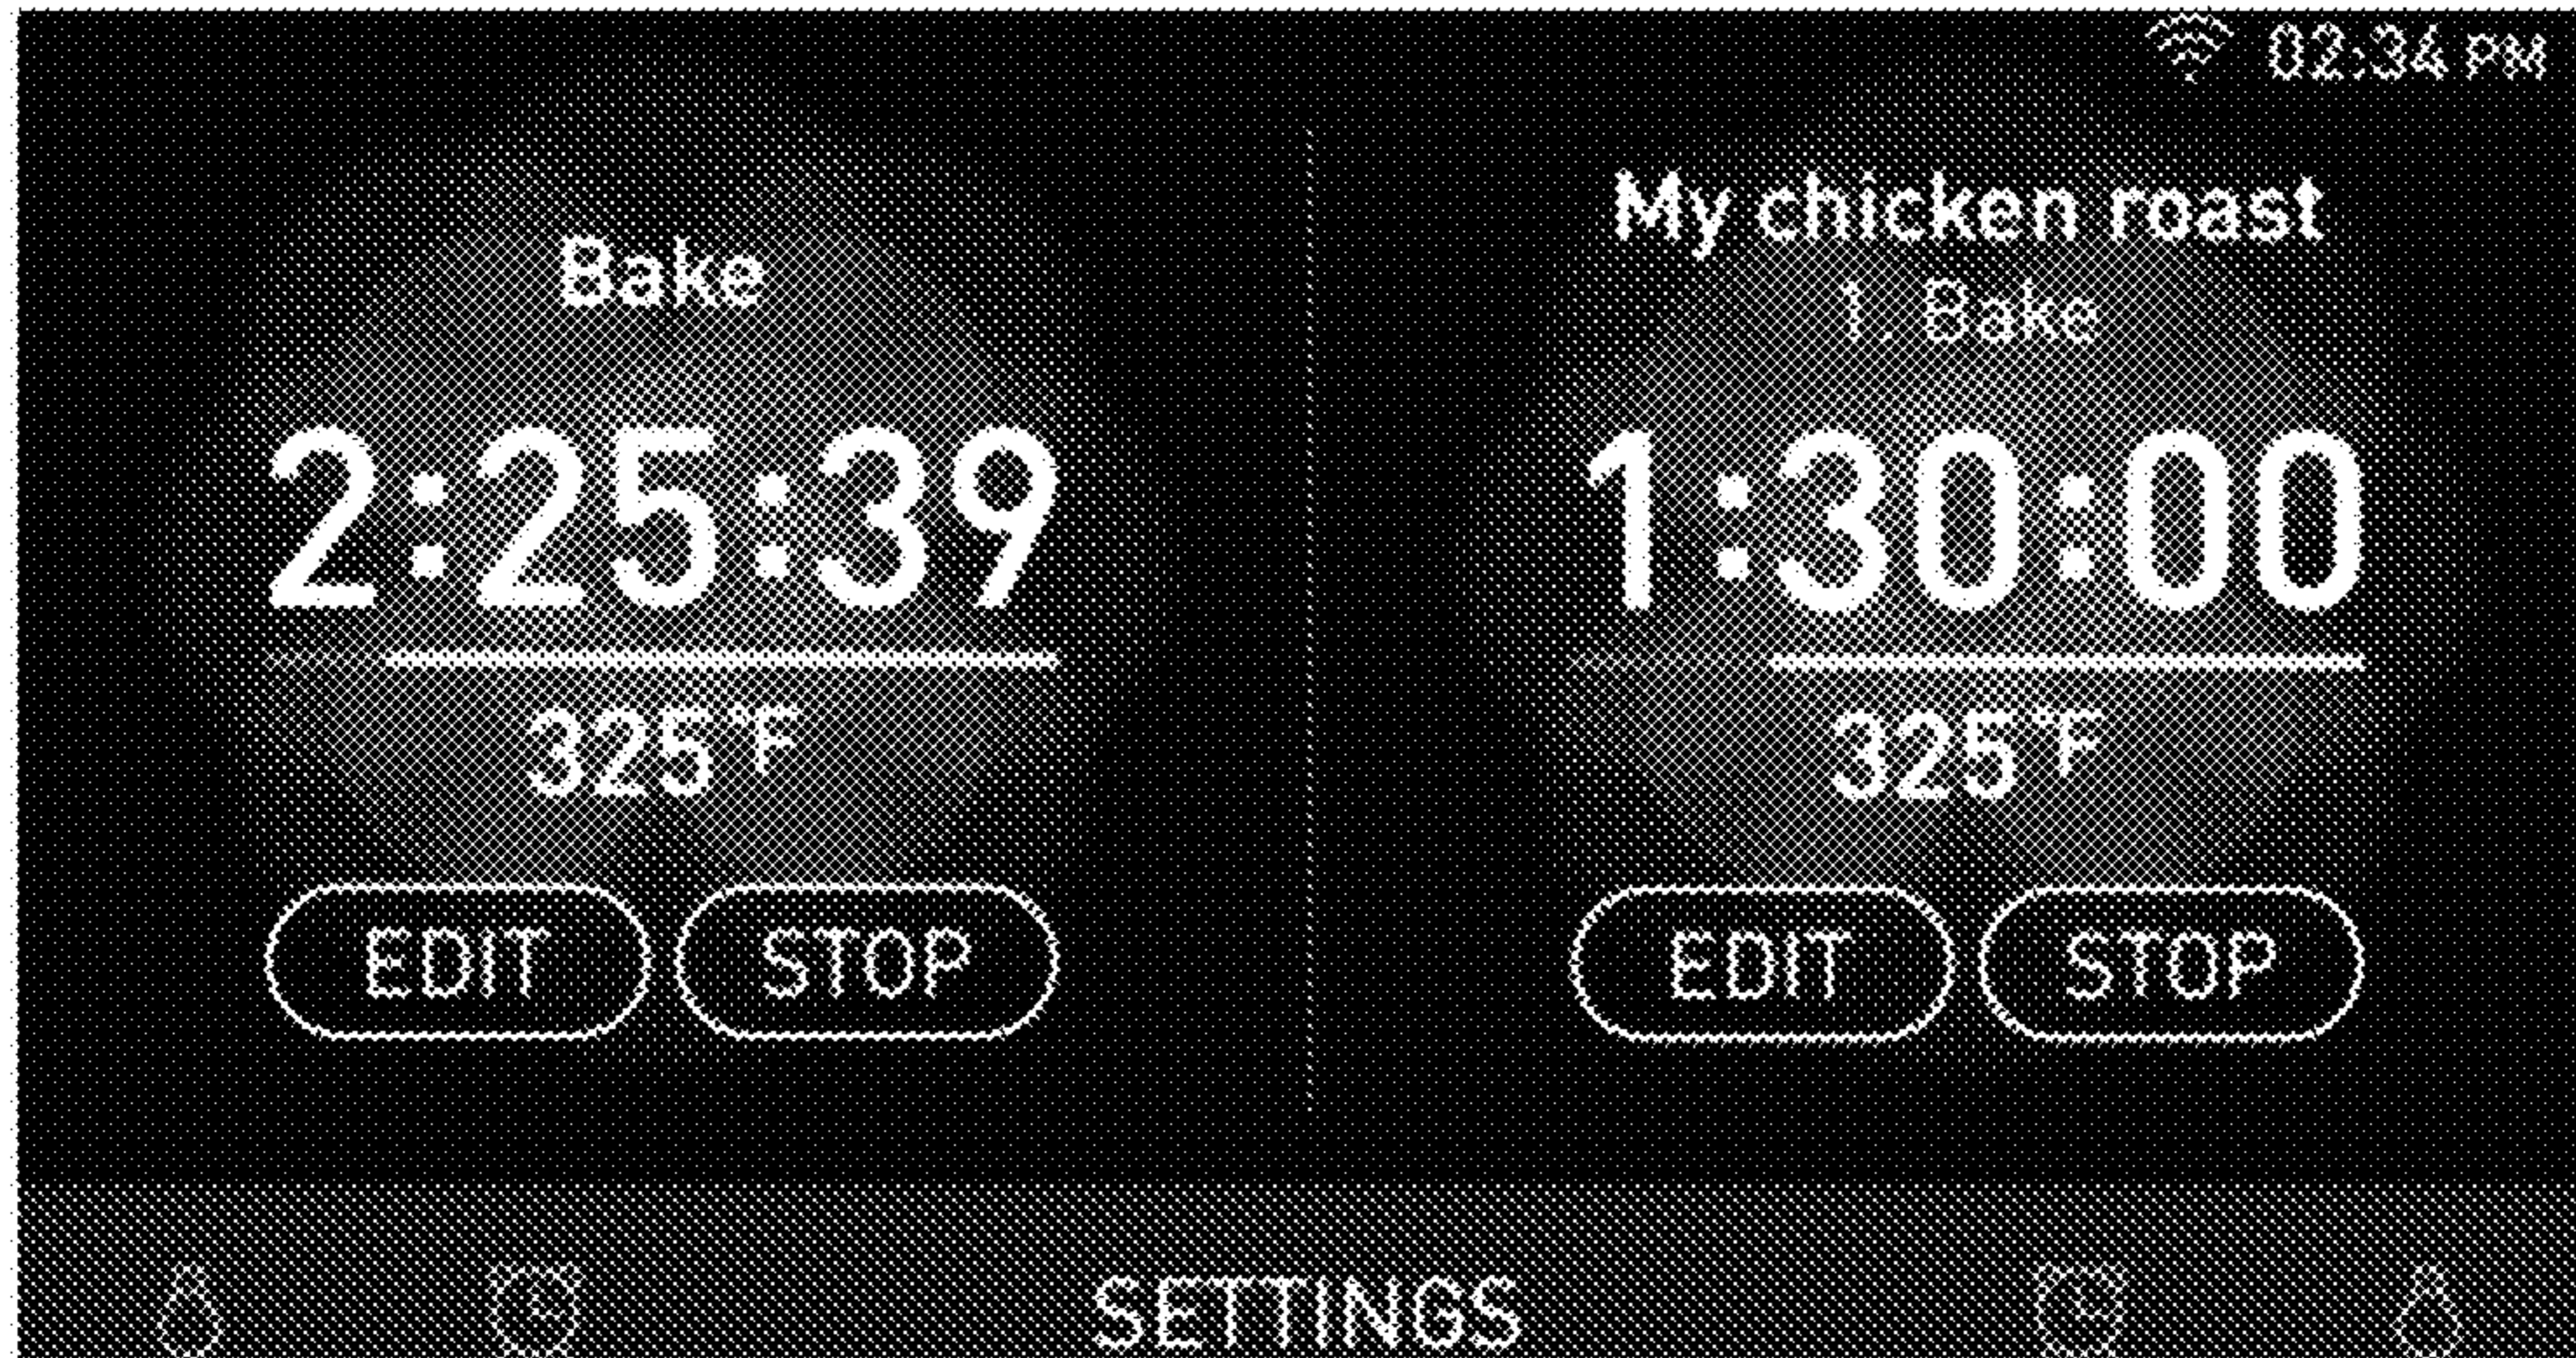 02:34 PM
Bake
2:25:39
325°F
EDIT
STOP
My chicken roast
1. Bake
1:30:00
325°F
EDIT
STOP
SETTINGS